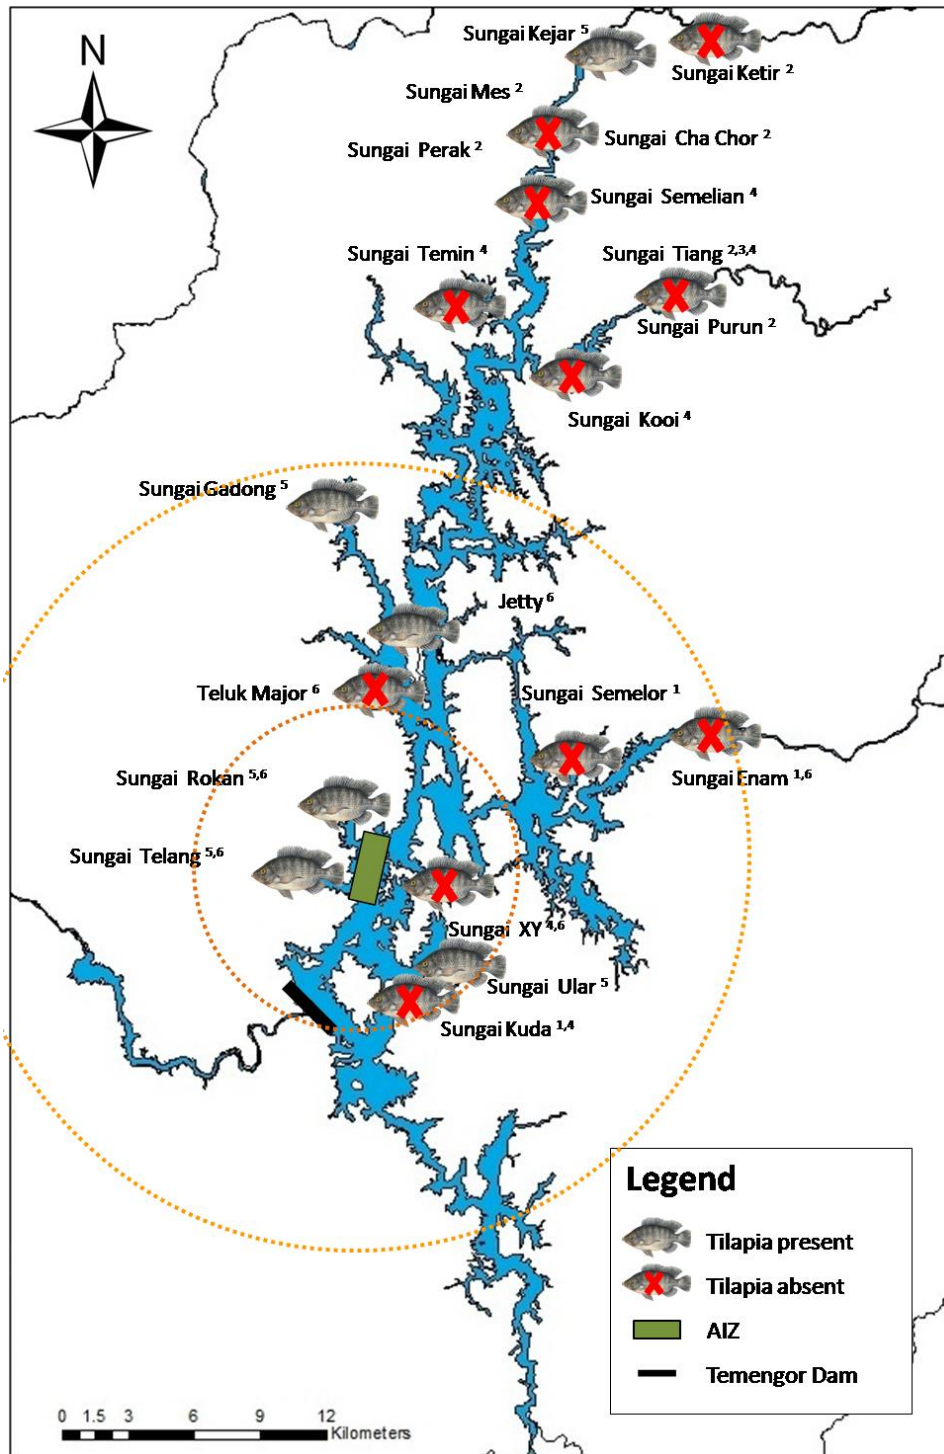 N
Sungai Kejar ⁵
Sungai Ketir ²
Sungai Mes ²
Sungai Cha Chor ²
Sungai Perak ²
Sungai Semelian ⁴
Sungai Temin ⁴
Sungai Tiang ²,³,⁴
Sungai Purun ²
Sungai Kooi ⁴
Sungai Gadong ⁵
Jetty ⁶
Teluk Major ⁶
Sungai Semelor ¹
Sungai Rokan ⁵,⁶
Sungai Enam ¹,⁶
Sungai Telang ⁵,⁶
Sungai XY ⁴,⁶
Sungai Ular ⁵
Sungai Kuda ¹,⁴
Legend
Tilapia present
Tilapia absent
AIZ
Temengor Dam
0 1.5 3 6 9 12
Kilometers